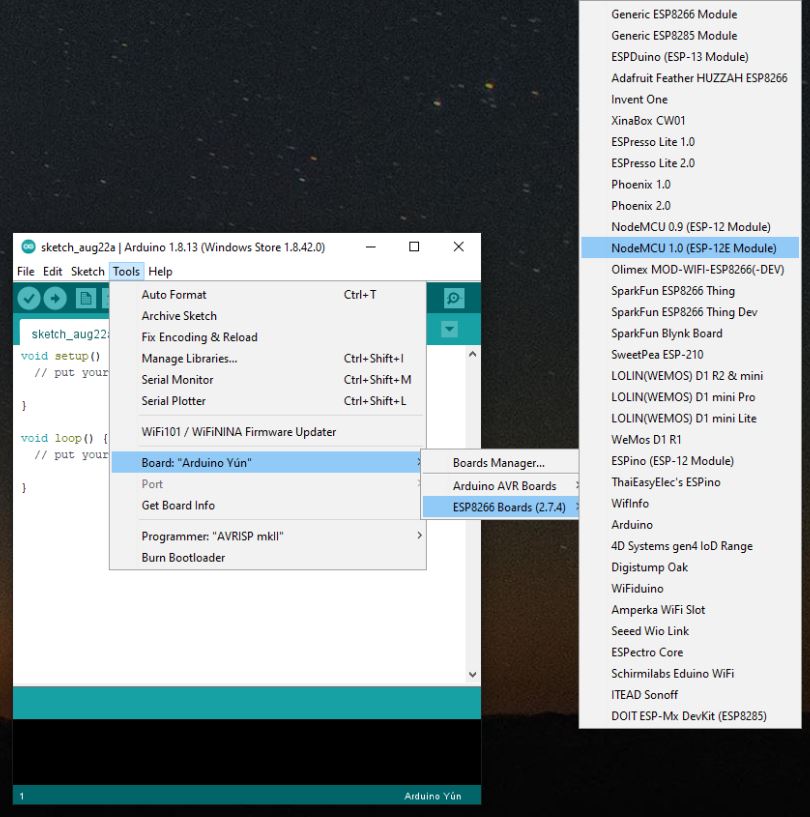 Generic ESP8266 Module
Generic ESP8285 Module
ESPDuino (ESP-13 Module)
Adafruit Feather HUZZAH ESP8266
Invent One
XinaBox CW01
ESPresso Lite 1.0
ESPresso Lite 2.0
Phoenix 1.0
Phoenix 2.0
NodeMCU 0.9 (ESP-12 Module)
NodeMCU 1.0 (ESP-12E Module)
Olimex MOD-WIFI-ESP8266(-DEV)
SparkFun ESP8266 Thing
SparkFun ESP8266 Thing Dev
SparkFun Blynk Board
SweetPea ESP-210
LOLIN(WEMOS) D1 R2 & mini
LOLIN(WEMOS) D1 mini Pro
LOLIN(WEMOS) D1 mini Lite
WeMos D1 R1
ESPino (ESP-12 Module)
ThaiEasyElec's ESPino
WifInfo
Arduino
4D Systems gen4 IoD Range
Digistump Oak
WiFiduino
Amperka WiFi Slot
Seeed Wio Link
ESPectro Core
Schirmilabs Eduino WiFi
ITEAD Sonoff
DOIT ESP-Mx DevKit (ESP8285)
sketch_aug22a | Arduino 1.8.13 (Windows Store 1.8.42.0)
File Edit Sketch Tools Help
sketch_aug22a
void setup()
// put your
}
void loop() {
// put your
}
Auto Format Ctrl+T
Archive Sketch
Fix Encoding & Reload
Manage Libraries... Ctrl+Shift+I
Serial Monitor Ctrl+Shift+M
Serial Plotter Ctrl+Shift+L
WiFi101 / WiFiNINA Firmware Updater
Board: "Arduino Yún"
Port
Get Board Info
Programmer: "AVRISP mkII"
Burn Bootloader
Boards Manager...
Arduino AVR Boards
ESP8266 Boards (2.7.4)
1 Arduino Yún